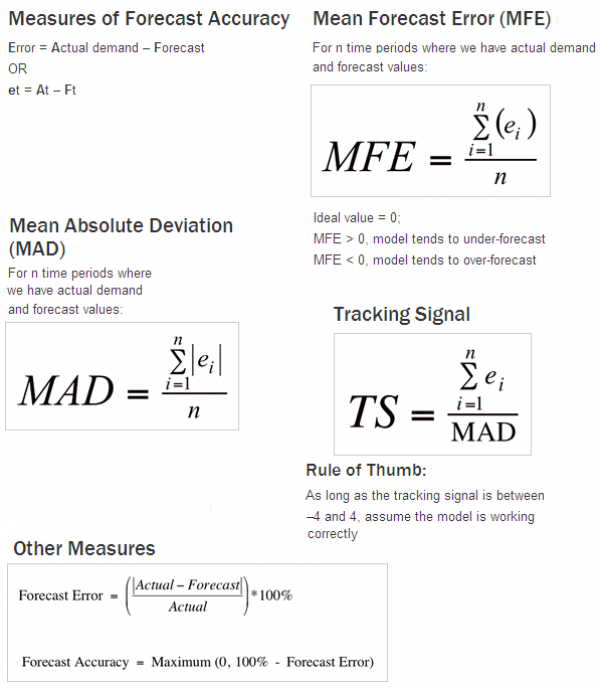 Measures of Forecast Accuracy
Error = Actual demand – Forecast
OR
et = At – Ft
Mean Forecast Error (MFE)
For n time periods where we have actual demand
and forecast values:
MFE = \frac{\sum_{i=1}^{n}(e_i)}{n}
Ideal value = 0;
MFE > 0, model tends to under-forecast
MFE < 0, model tends to over-forecast
Mean Absolute Deviation
(MAD)
For n time periods where
we have actual demand
and forecast values:
MAD = \frac{\sum_{i=1}^{n}|e_i|}{n}
Tracking Signal
TS = \frac{\sum_{i=1}^{n}e_i}{MAD}
Rule of Thumb:
As long as the tracking signal is between
–4 and 4, assume the model is working
correctly
Other Measures
Forecast Error = \left(\frac{|Actual – Forecast|}{Actual}\right)*100%
Forecast Accuracy = Maximum (0, 100% - Forecast Error)